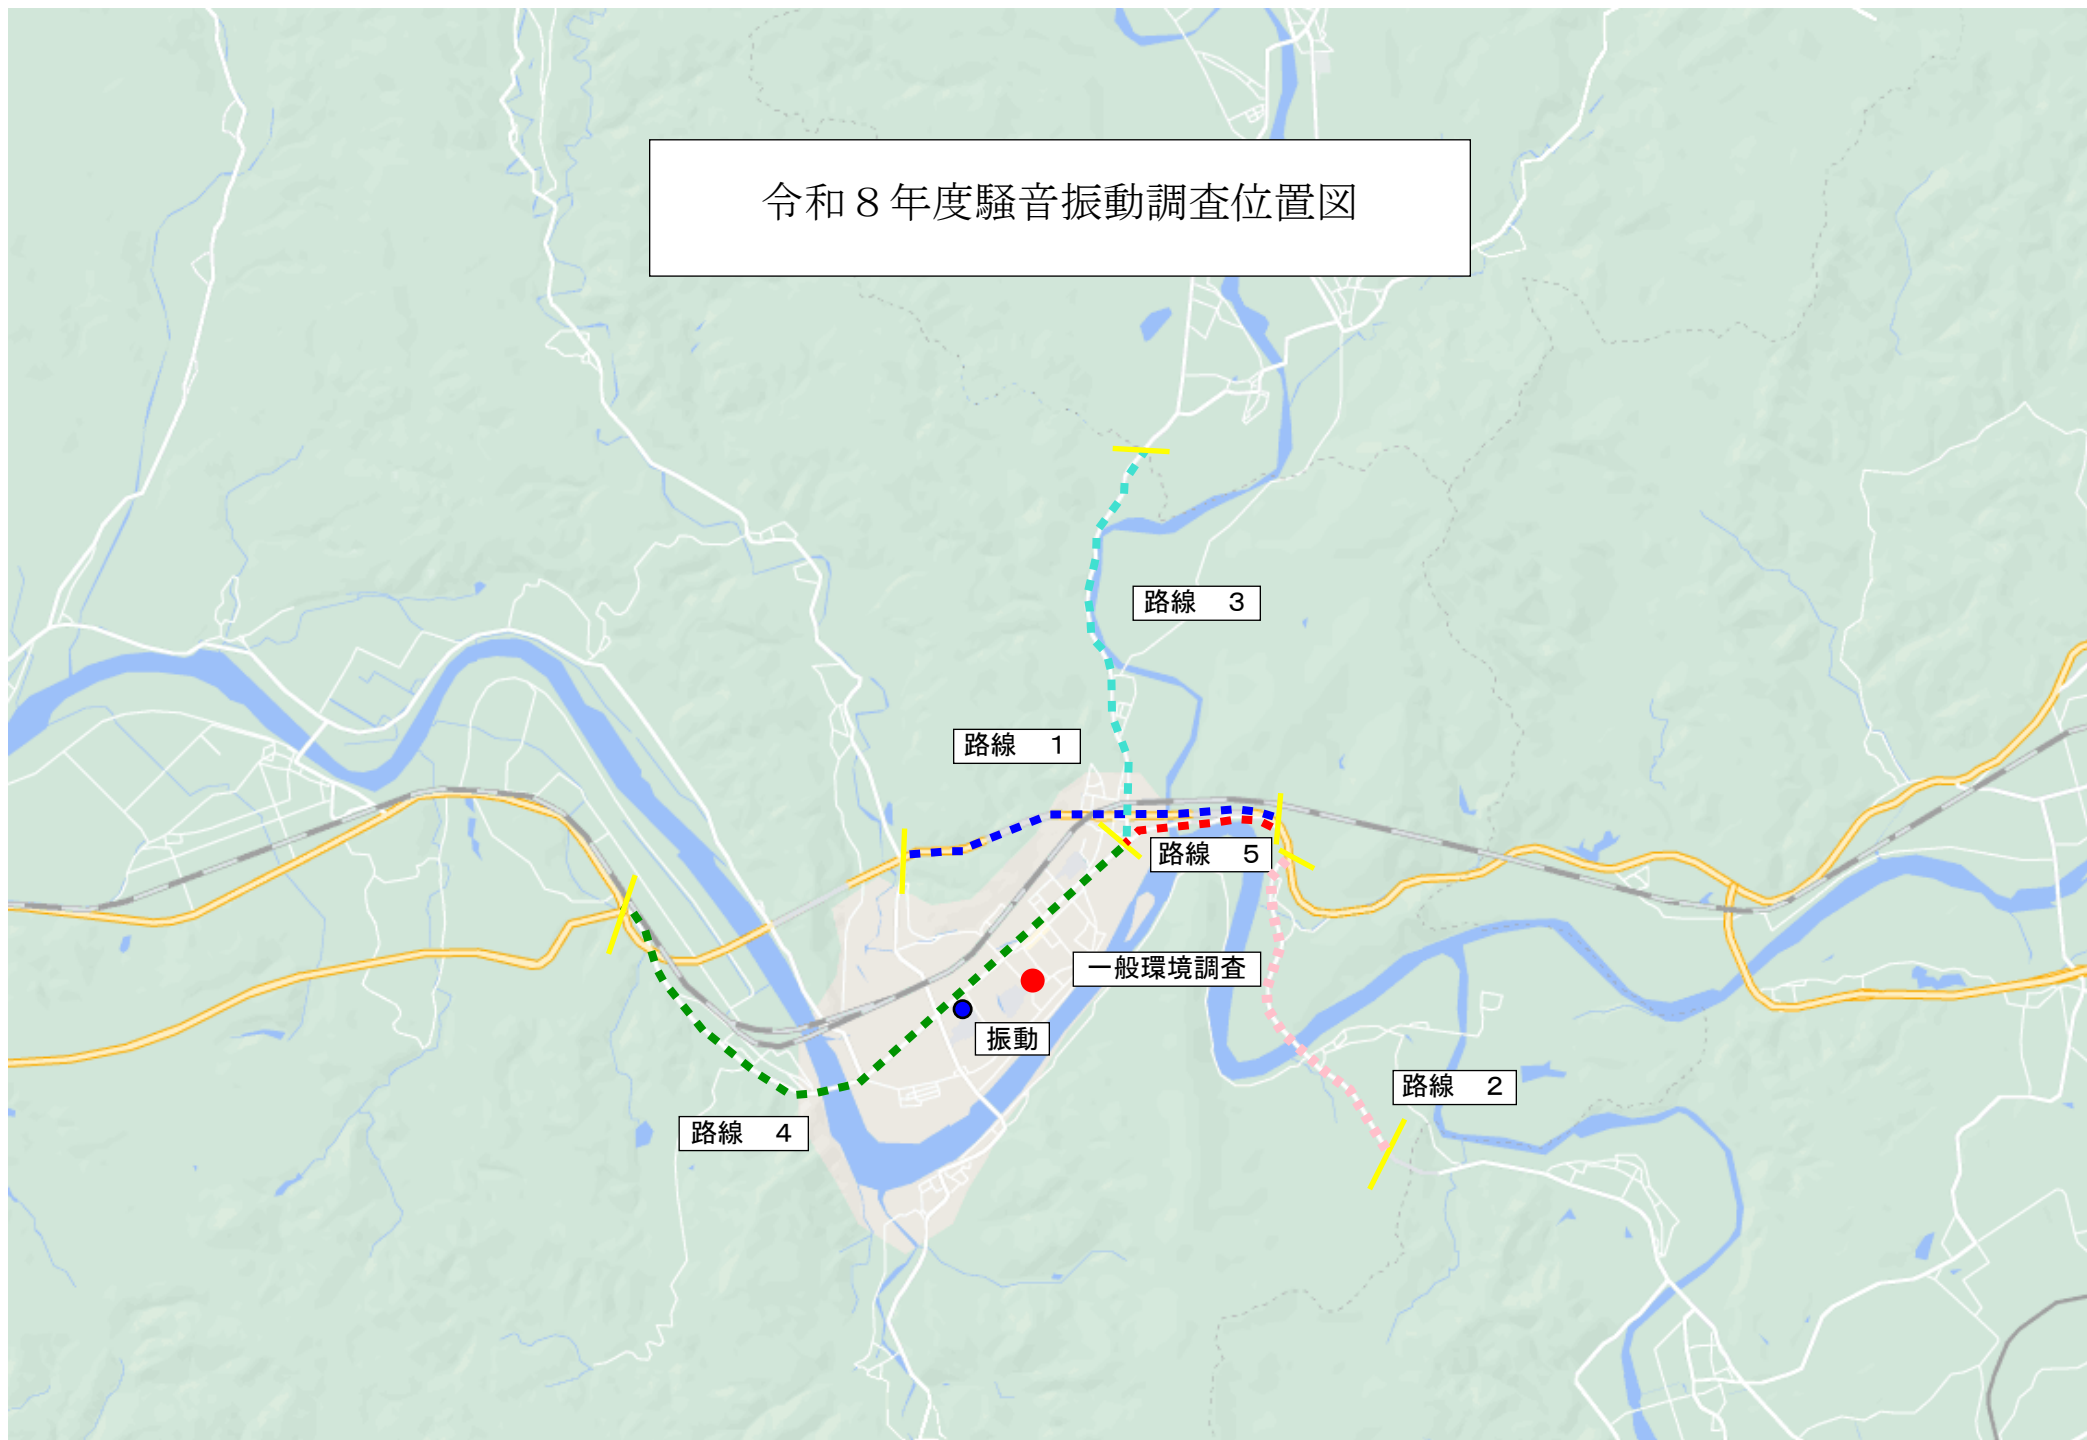 令和８年度騒音振動調査位置図
路線　３
路線　１
路線　５
一般環境調査
振動
路線　２
路線　４